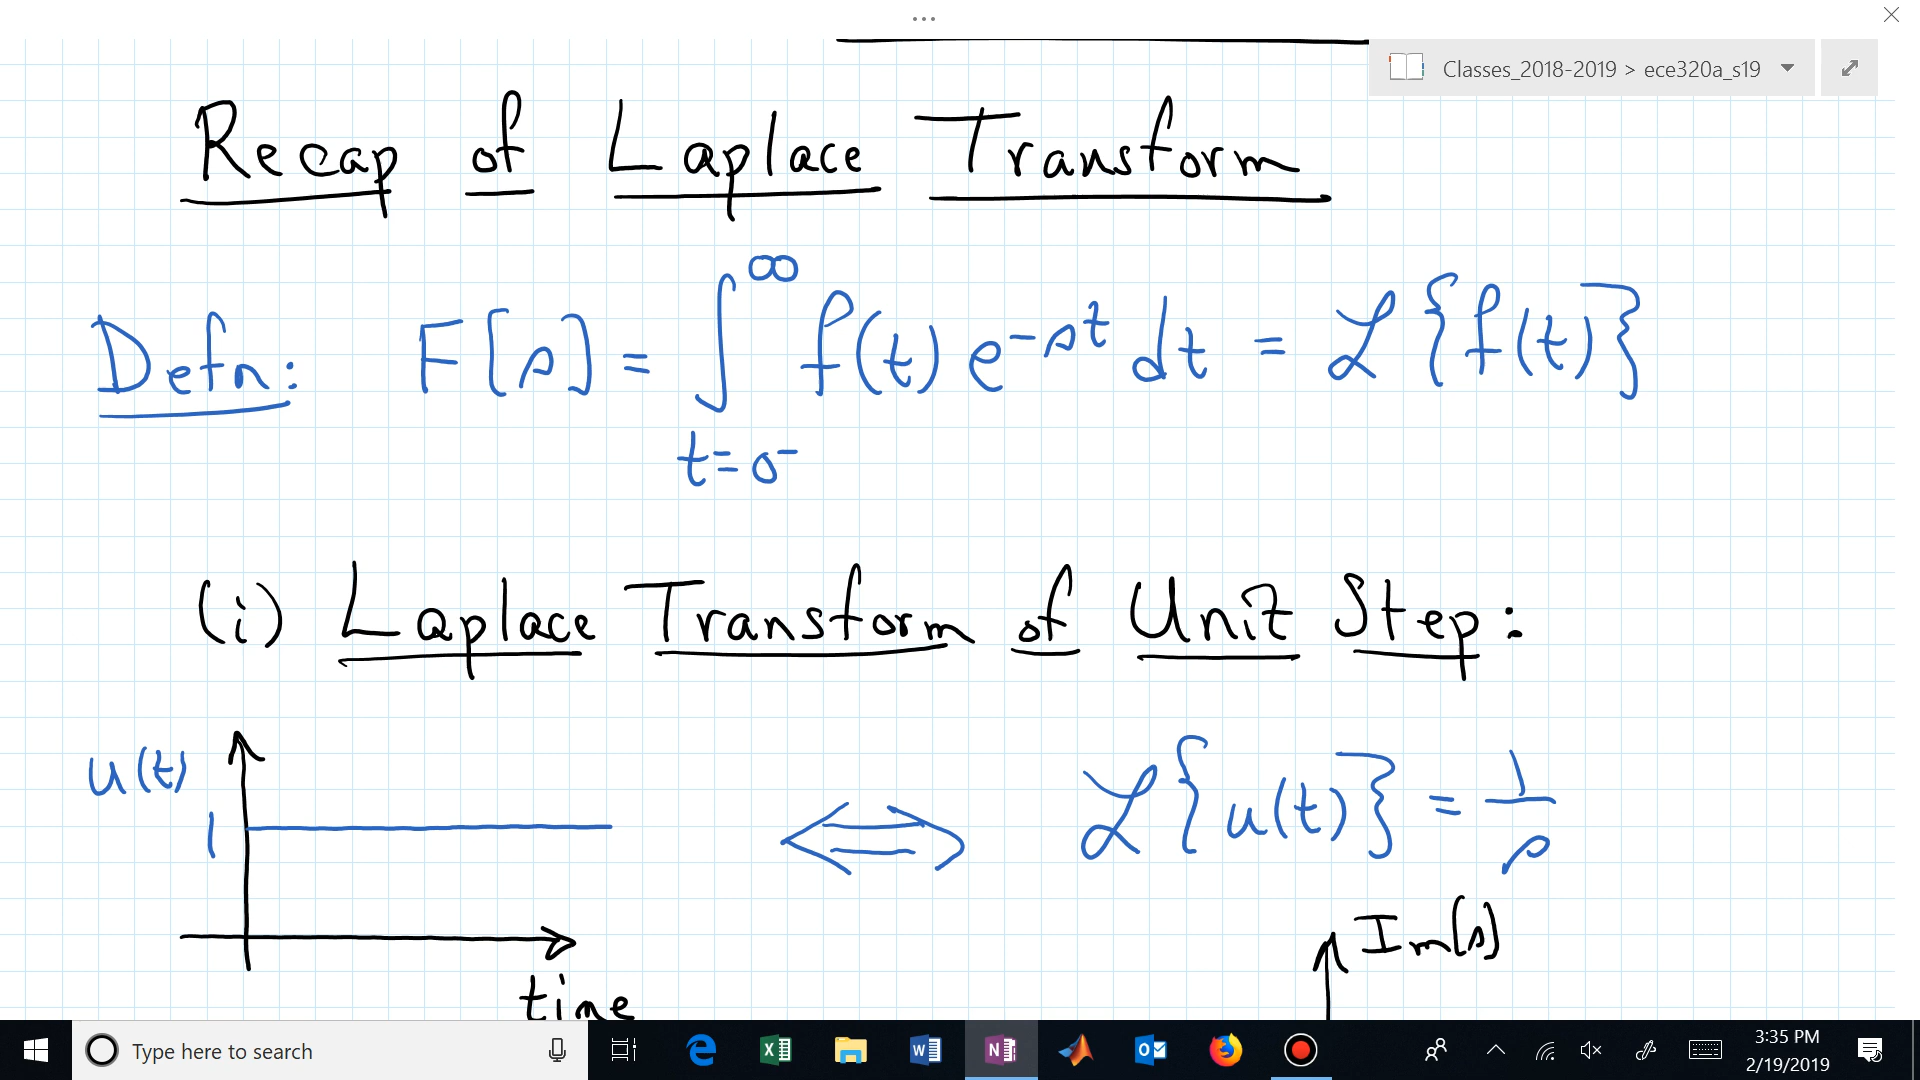 Classes_2018-2019 > ece320a_s19
Recap of Laplace Transform
Defn: F[s] = ∫_{t=0⁻}^{∞} f(t) e^{-st} dt = ℒ{f(t)}
(i) Laplace Transform of Unit Step:
u(t)
1
⇔ ℒ{u(t)} = 1/s
Im[s]
time
Type here to search
3:35 PM
2/19/2019